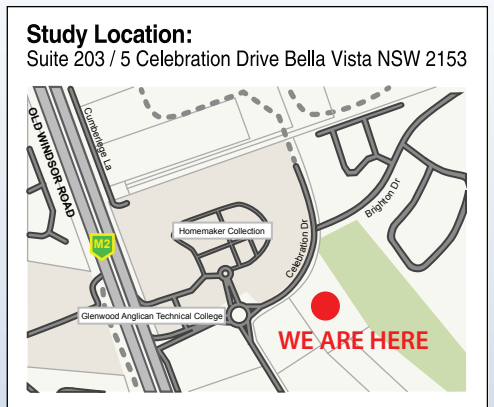 Study Location:
Suite 203 / 5 Celebration Drive Bella Vista NSW 2153
OLD WINDSOR ROAD
Cumberlege La
M2
Homemaker Collection
Celebration Dr
Brighton Dr
Glenwood Anglican Technical College
WE ARE HERE